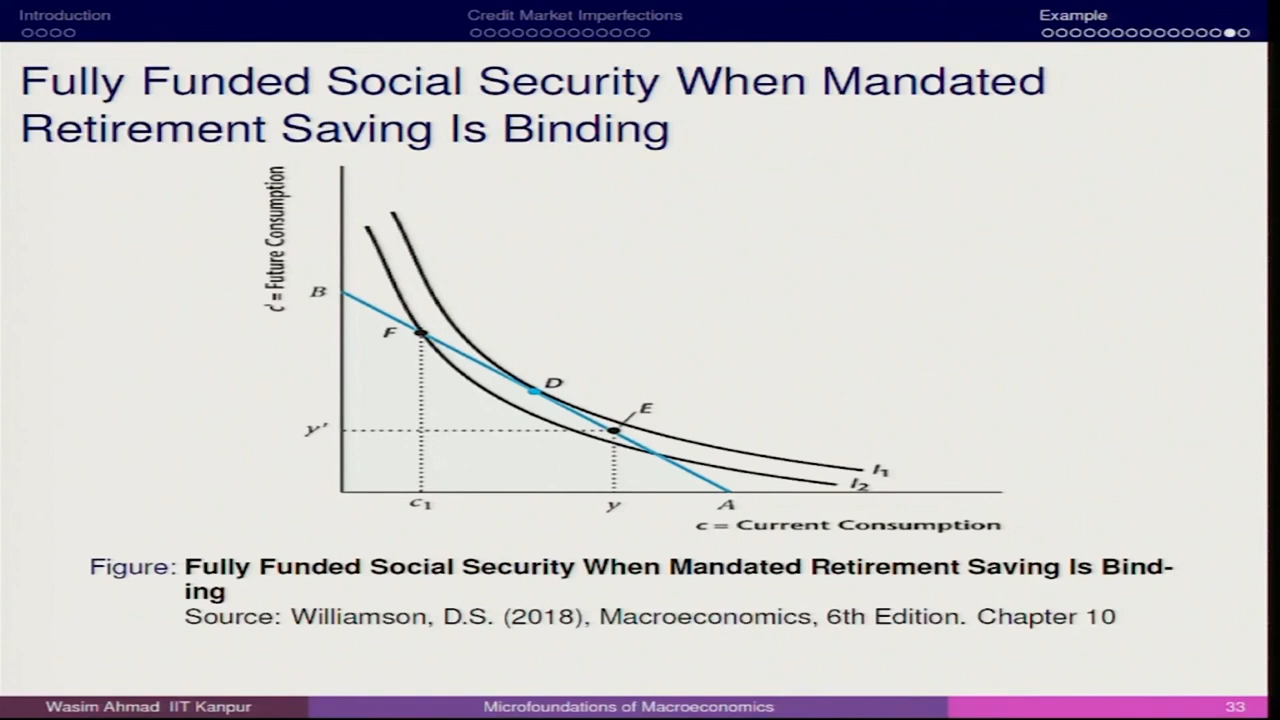 Introduction
Credit Market Imperfections
Example
Fully Funded Social Security When Mandated
Retirement Saving Is Binding
c' = Future Consumption
B
F
D
E
y'
I1
I2
c1
y
A
c = Current Consumption
Figure: Fully Funded Social Security When Mandated Retirement Saving Is Bind-
ing
Source: Williamson, D.S. (2018), Macroeconomics, 6th Edition. Chapter 10
Wasim Ahmad IIT Kanpur
Microfoundations of Macroeconomics
33